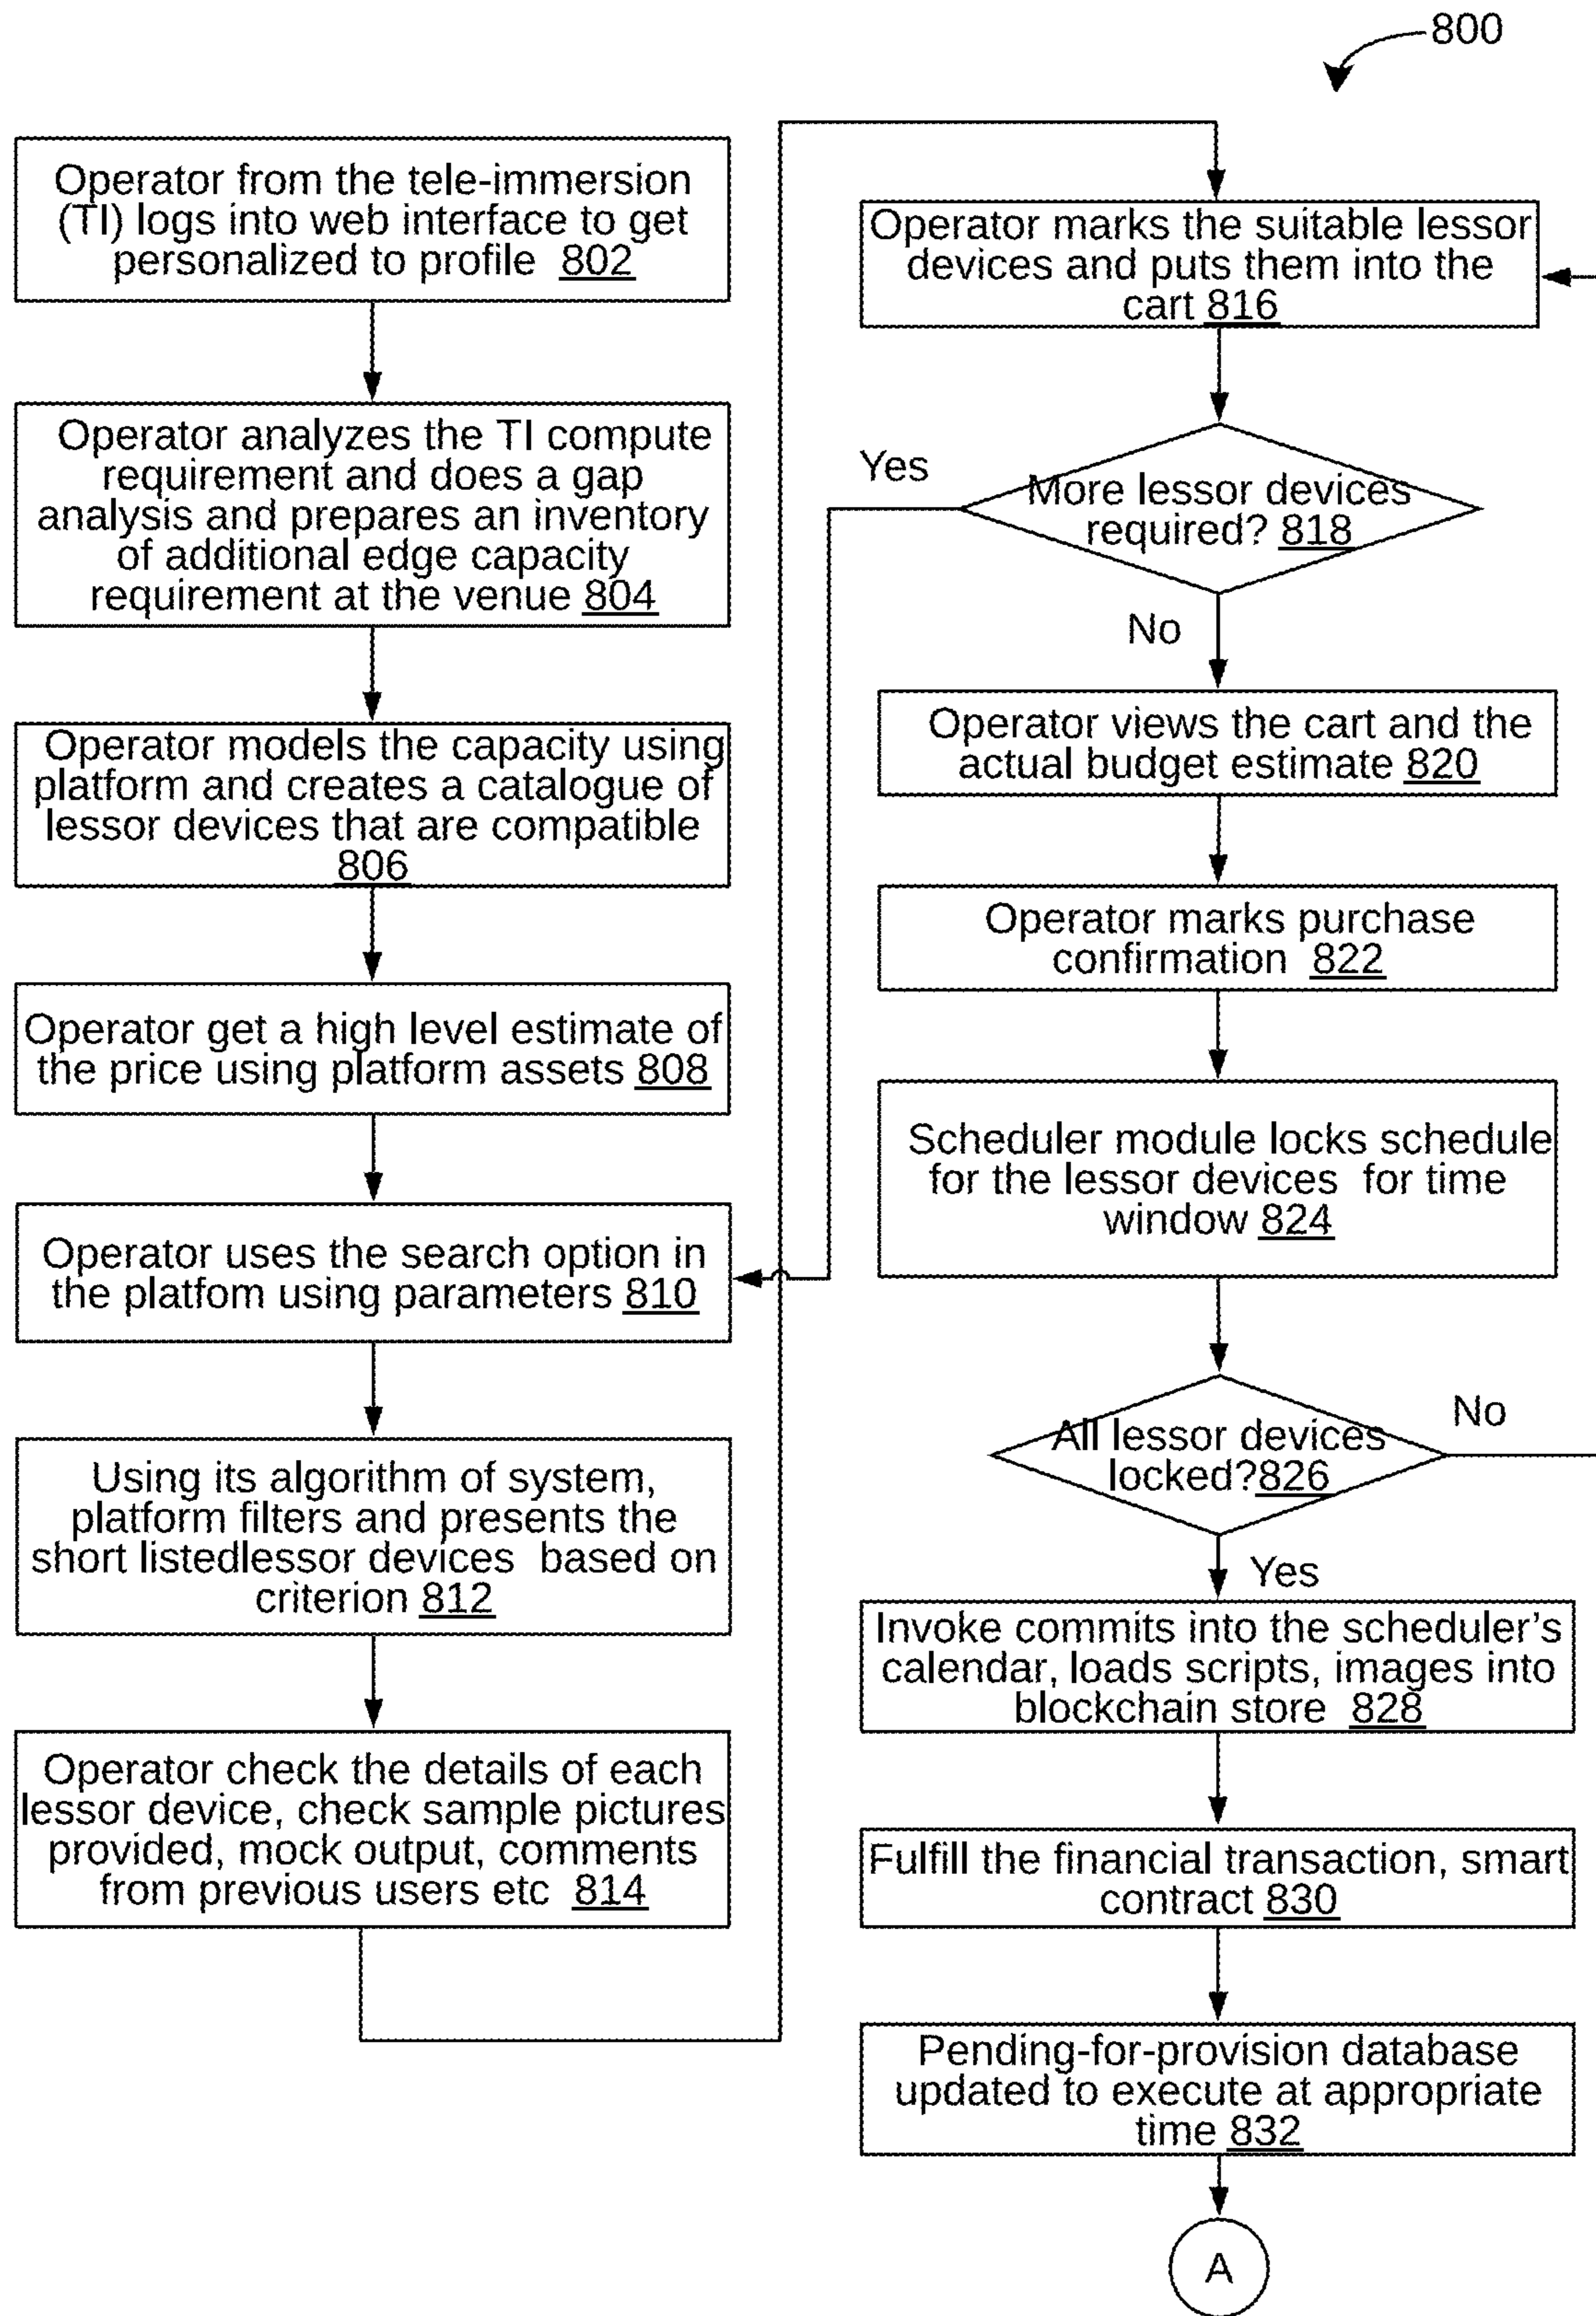 800
Operator from the tele-immersion
(TI) logs into web interface to get
personalized to profile 802
Operator analyzes the TI compute
requirement and does a gap
analysis and prepares an inventory
of additional edge capacity
requirement at the venue 804
Operator models the capacity using
platform and creates a catalogue of
lessor devices that are compatible
806
Operator get a high level estimate of
the price using platform assets 808
Operator uses the search option in
the platfom using parameters 810
Using its algorithm of system,
platform filters and presents the
short listedlessor devices based on
criterion 812
Operator check the details of each
lessor device, check sample pictures
provided, mock output, comments
from previous users etc 814
Operator marks the suitable lessor
devices and puts them into the
cart 816
Yes
More lessor devices
required? 818
No
Operator views the cart and the
actual budget estimate 820
Operator marks purchase
confirmation 822
Scheduler module locks schedule
for the lessor devices for time
window 824
No
All lessor devices
locked?826
Yes
Invoke commits into the scheduler's
calendar, loads scripts, images into
blockchain store 828
Fulfill the financial transaction, smart
contract 830
Pending-for-provision database
updated to execute at appropriate
time 832
A